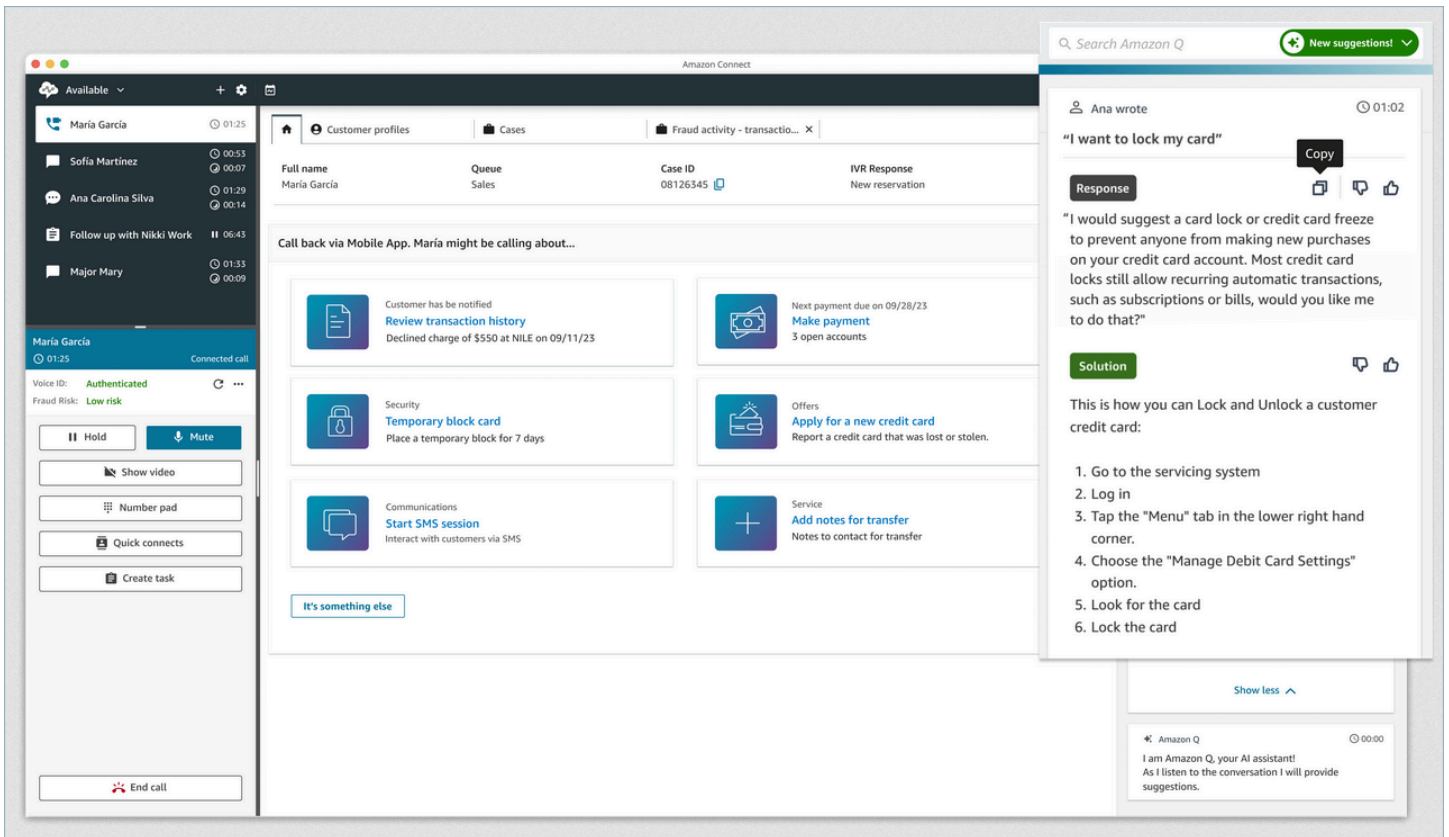 Amazon Connect
Available
María García
01:25
Sofía Martínez
00:53
00:07
Ana Carolina Silva
01:29
00:14
Follow up with Nikki Work
06:43
Major Mary
01:33
00:09
María García
01:25
Connected call
Voice ID: Authenticated
Fraud Risk: Low risk
Hold
Mute
Show video
Number pad
Quick connects
Create task
End call
Customer profiles
Cases
Fraud activity - transactio...
Full name
María García
Queue
Sales
Case ID
08126345
IVR Response
New reservation
Call back via Mobile App. María might be calling about...
Customer has be notified
Review transaction history
Declined charge of $550 at NILE on 09/11/23
Next payment due on 09/28/23
Make payment
3 open accounts
Security
Temporary block card
Place a temporary block for 7 days
Offers
Apply for a new credit card
Report a credit card that was lost or stolen.
Communications
Start SMS session
Interact with customers via SMS
Service
Add notes for transfer
Notes to contact for transfer
It's something else
Search Amazon Q
New suggestions!
Ana wrote
01:02
“I want to lock my card”
Copy
Response
“I would suggest a card lock or credit card freeze
to prevent anyone from making new purchases
on your credit card account. Most credit card
locks still allow recurring automatic transactions,
such as subscriptions or bills, would you like me
to do that?"
Solution
This is how you can Lock and Unlock a customer
credit card:
1. Go to the servicing system
2. Log in
3. Tap the "Menu" tab in the lower right hand
corner.
4. Choose the "Manage Debit Card Settings"
option.
5. Look for the card
6. Lock the card
Show less
Amazon Q
00:00
I am Amazon Q, your AI assistant!
As I listen to the conversation I will provide
suggestions.